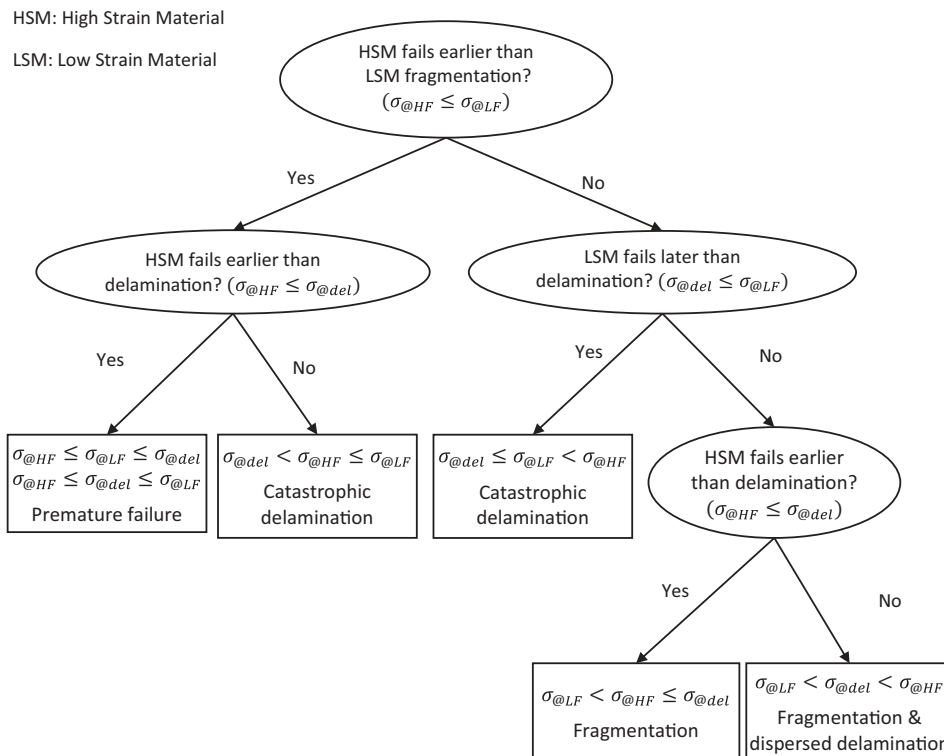 HSM: High Strain Material
LSM: Low Strain Material
HSM fails earlier than
LSM fragmentation?
(σ@HF ≤ σ@LF)
Yes
No
HSM fails earlier than
delamination? (σ@HF ≤ σ@del)
LSM fails later than
delamination? (σ@del ≤ σ@LF)
Yes
No
Yes
No
σ@HF ≤ σ@LF ≤ σ@del
σ@HF ≤ σ@del ≤ σ@LF
Premature failure
σ@del < σ@HF ≤ σ@LF
Catastrophic
delamination
σ@del ≤ σ@LF < σ@HF
Catastrophic
delamination
HSM fails earlier
than delamination?
(σ@HF ≤ σ@del)
Yes
No
σ@LF < σ@HF ≤ σ@del
Fragmentation
σ@LF < σ@del < σ@HF
Fragmentation &
dispersed delamination